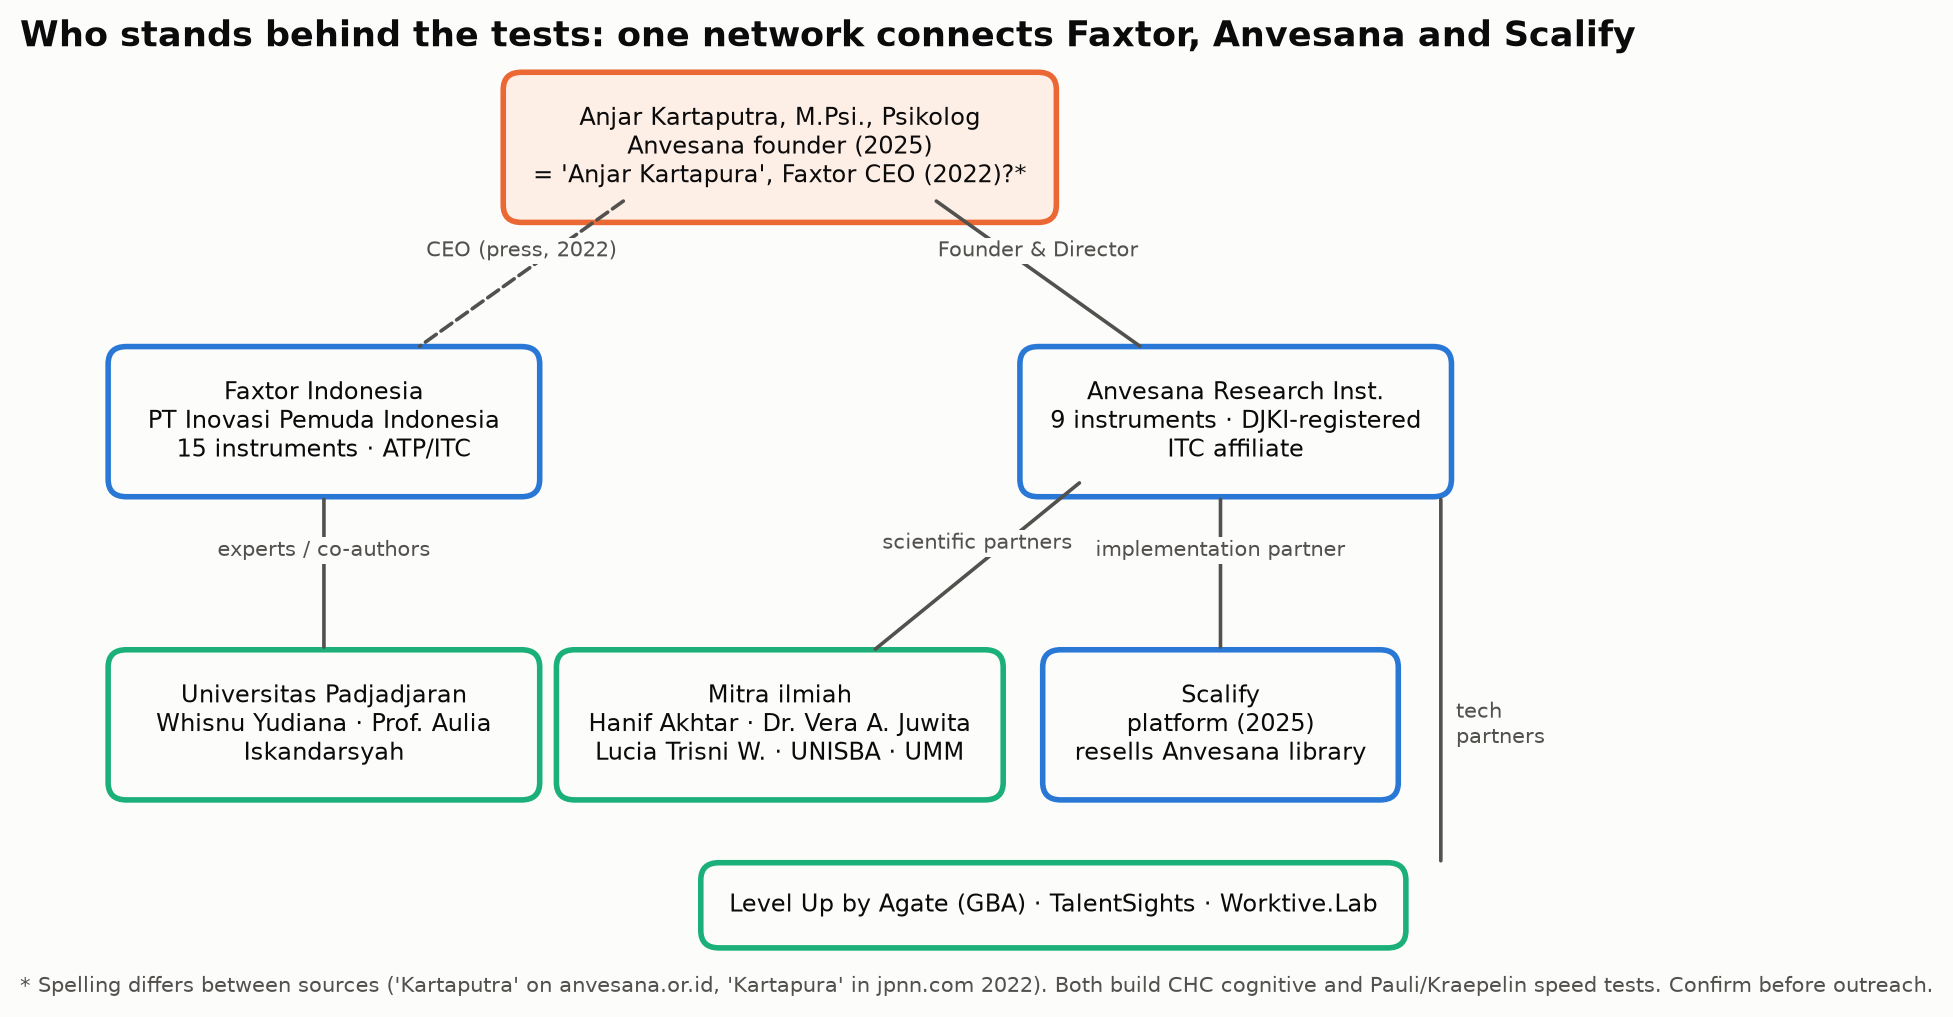 Who stands behind the tests: one network connects Faxtor, Anvesana and Scalify
Anjar Kartaputra, M.Psi., Psikolog
Anvesana founder (2025)
= 'Anjar Kartapura', Faxtor CEO (2022)?*
CEO (press, 2022)
Founder & Director
Faxtor Indonesia
PT Inovasi Pemuda Indonesia
15 instruments · ATP/ITC
Anvesana Research Inst.
9 instruments · DJKI-registered
ITC affiliate
experts / co-authors
scientific partners
implementation partner
Universitas Padjadjaran
Whisnu Yudiana · Prof. Aulia
Iskandarsyah
Mitra ilmiah
Hanif Akhtar · Dr. Vera A. Juwita
Lucia Trisni W. · UNISBA · UMM
Scalify
platform (2025)
resells Anvesana library
tech
partners
Level Up by Agate (GBA) · TalentSights · Worktive.Lab
* Spelling differs between sources ('Kartaputra' on anvesana.or.id, 'Kartapura' in jpnn.com 2022). Both build CHC cognitive and Pauli/Kraepelin speed tests. Confirm before outreach.